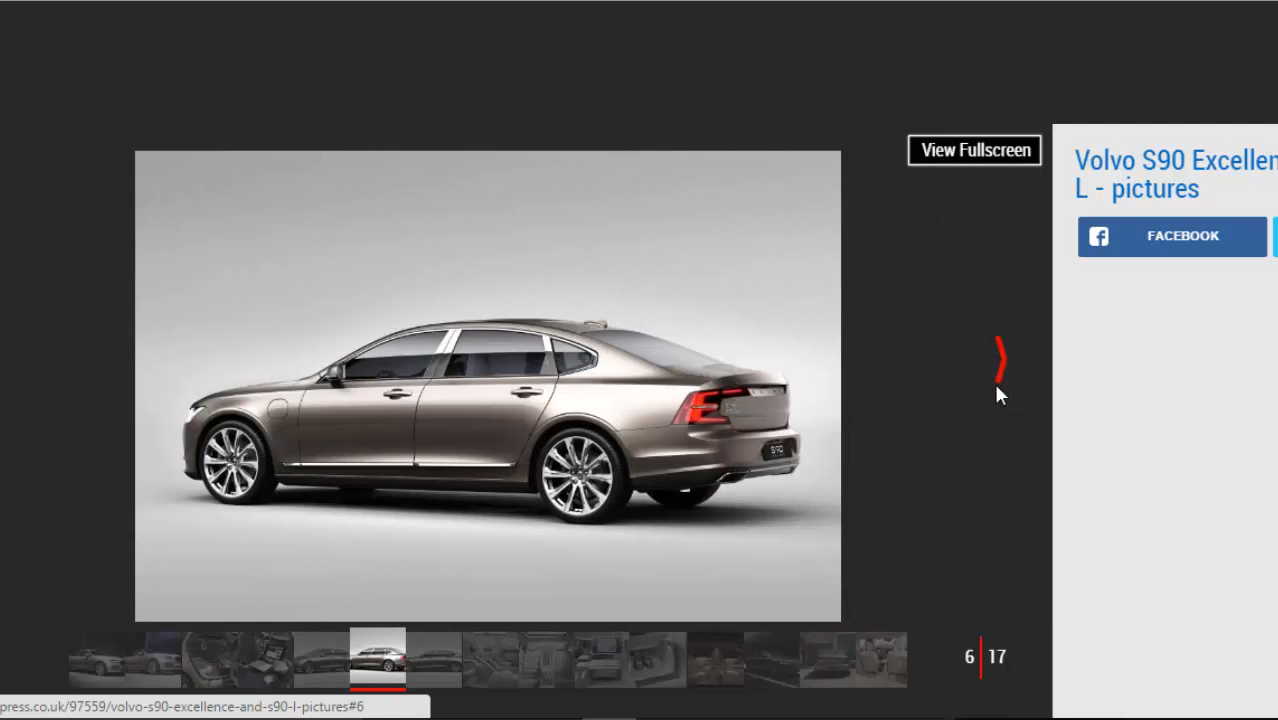 View Fullscreen
Volvo S90 Excellen
L - pictures
FACEBOOK
S90
6 17
press.co.uk/97559/volvo-s90-excellence-and-s90-l-pictures#6